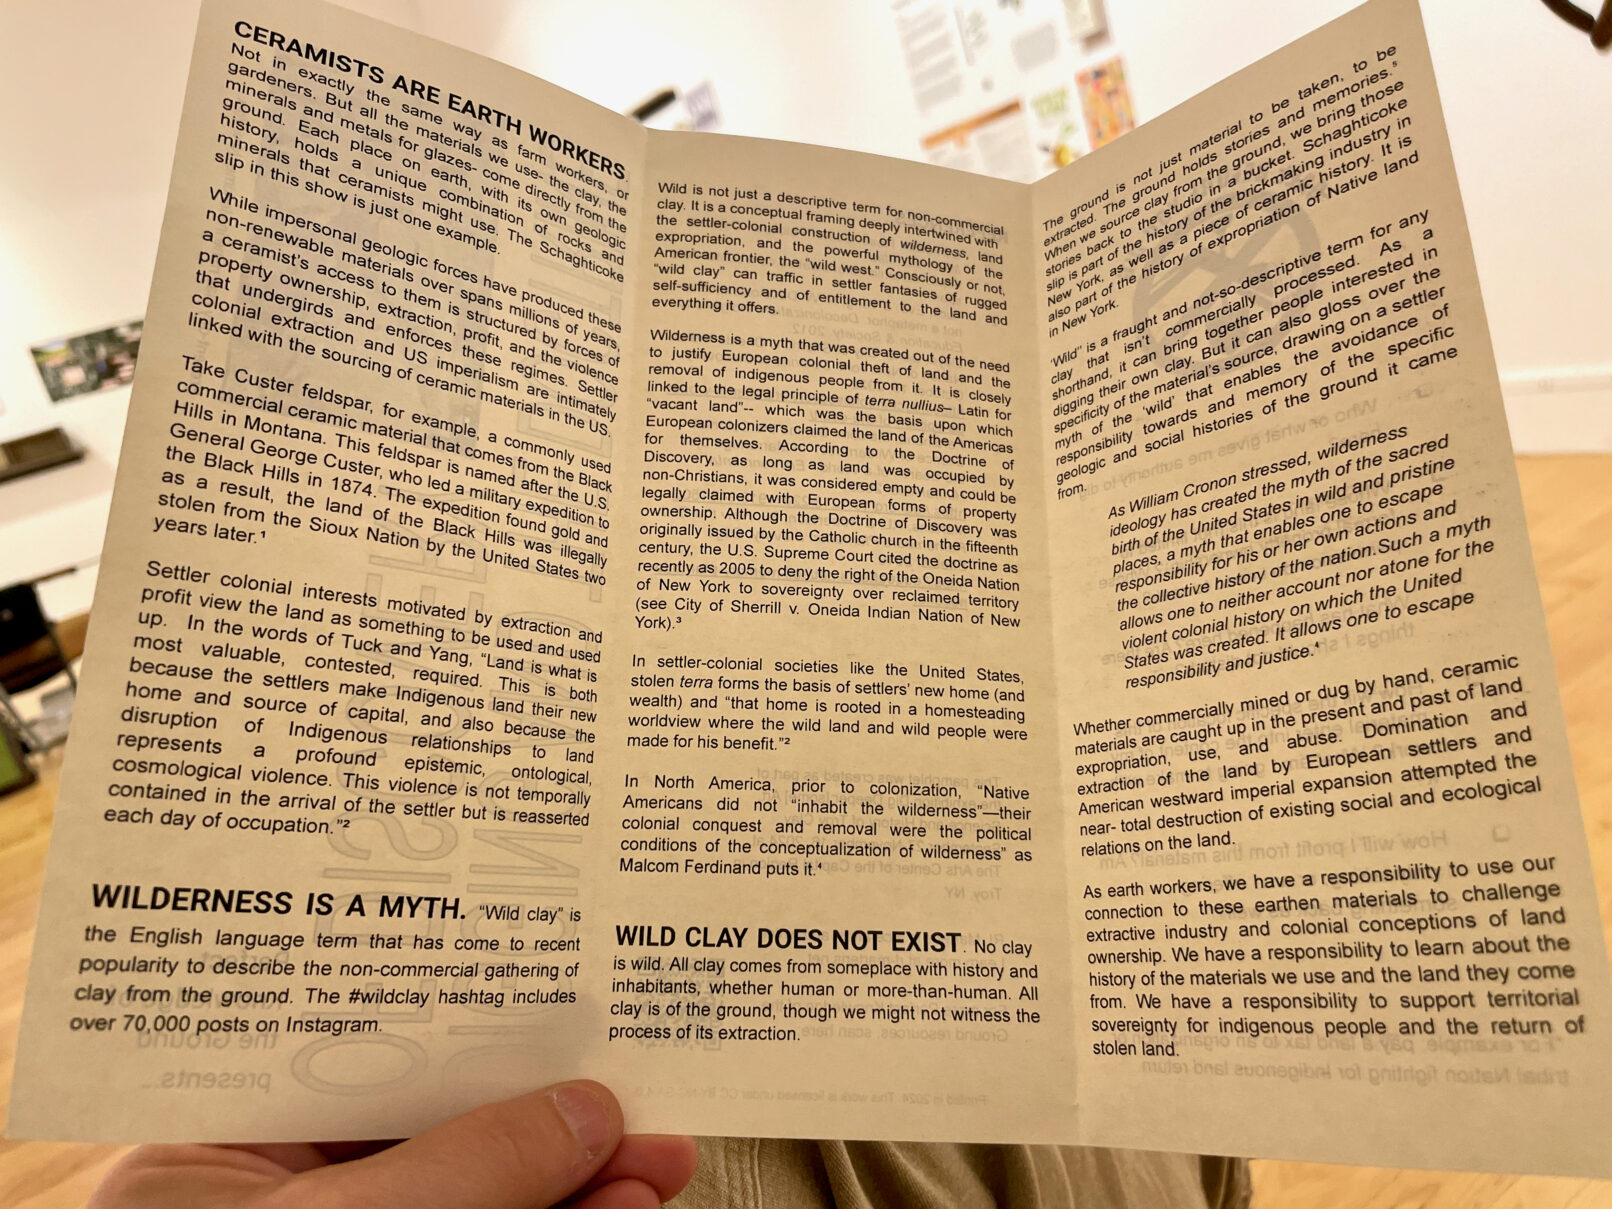 CERAMISTS ARE EARTH WORKERS
Not in exactly the same way as farm workers, or
gardeners. But all the materials we use- the clay, the
minerals and metals for glazes- come directly from the
ground. Each place on earth, with its own geologic
history, holds a unique combination of rocks and
minerals that ceramists might use. The Schaghticoke
slip in this show is just one example.
While impersonal geologic forces have produced these
non-renewable materials over spans millions of years,
a ceramist's access to them is structured by forces of
property ownership, extraction, profit, and the violence
that undergirds and enforces these regimes. Settler
colonial extraction and US imperialism are intimately
linked with the sourcing of ceramic materials in the US.
Take Custer feldspar, for example, a commonly used
commercial ceramic material that comes from the Black
Hills in Montana. This feldspar is named after the U.S.
General George Custer, who led a military expedition to
the Black Hills in 1874. The expedition found gold and
as a result, the land of the Black Hills was illegally
stolen from the Sioux Nation by the United States two
years later.¹
Settler colonial interests motivated by extraction and
profit view the land as something to be used and used
up. In the words of Tuck and Yang, "Land is what is
most valuable, contested, required. This is both
because the settlers make Indigenous land their new
home and source of capital, and also because the
disruption of Indigenous relationships to land
represents a profound epistemic, ontological,
cosmological violence. This violence is not temporally
contained in the arrival of the settler but is reasserted
each day of occupation."²
WILDERNESS IS A MYTH. "Wild clay" is
the English language term that has come to recent
popularity to describe the non-commercial gathering of
clay from the ground. The #wildclay hashtag includes
over 70,000 posts on Instagram.
Wild is not just a descriptive term for non-commercial
clay. It is a conceptual framing deeply intertwined with
the settler-colonial construction of wilderness, land
expropriation, and the powerful mythology of the
American frontier, the "wild west." Consciously or not,
"wild clay" can traffic in settler fantasies of rugged
self-sufficiency and of entitlement to the land and
everything it offers.
Wilderness is a myth that was created out of the need
to justify European colonial theft of land and the
removal of indigenous people from it. It is closely
linked to the legal principle of terra nullius– Latin for
"vacant land"-- which was the basis upon which
European colonizers claimed the land of the Americas
for themselves. According to the Doctrine of
Discovery, as long as land was occupied by
non-Christians, it was considered empty and could be
legally claimed with European forms of property
ownership. Although the Doctrine of Discovery was
originally issued by the Catholic church in the fifteenth
century, the U.S. Supreme Court cited the doctrine as
recently as 2005 to deny the right of the Oneida Nation
of New York to sovereignty over reclaimed territory
(see City of Sherrill v. Oneida Indian Nation of New
York).³
In settler-colonial societies like the United States,
stolen terra forms the basis of settlers' new home (and
wealth) and "that home is rooted in a homesteading
worldview where the wild land and wild people were
made for his benefit."²
In North America, prior to colonization, "Native
Americans did not "inhabit the wilderness"—their
colonial conquest and removal were the political
conditions of the conceptualization of wilderness" as
Malcom Ferdinand puts it.⁴
WILD CLAY DOES NOT EXIST. No clay
is wild. All clay comes from someplace with history and
inhabitants, whether human or more-than-human. All
clay is of the ground, though we might not witness the
process of its extraction.
The ground is not just material to be taken, to be
extracted. The ground holds stories and memories.⁵
When we source clay from the ground, we bring those
stories back to the studio in a bucket. Schaghticoke
slip is part of the history of the brickmaking industry in
New York, as well as a piece of ceramic history. It is
also part of the history of expropriation of Native land
in New York.
'Wild" is a fraught and not-so-descriptive term for any
clay that isn't commercially processed. As a
shorthand, it can bring together people interested in
digging their own clay. But it can also gloss over the
specificity of the material's source, drawing on a settler
myth of the 'wild' that enables the avoidance of
responsibility towards and memory of the specific
geologic and social histories of the ground it came
from.
As William Cronon stressed, wilderness
ideology has created the myth of the sacred
birth of the United States in wild and pristine
places, a myth that enables one to escape
responsibility for his or her own actions and
the collective history of the nation.Such a myth
allows one to neither account nor atone for the
violent colonial history on which the United
States was created. It allows one to escape
responsibility and justice.⁴
Whether commercially mined or dug by hand, ceramic
materials are caught up in the present and past of land
expropriation, use, and abuse. Domination and
extraction of the land by European settlers and
American westward imperial expansion attempted the
near- total destruction of existing social and ecological
relations on the land.
As earth workers, we have a responsibility to use our
connection to these earthen materials to challenge
extractive industry and colonial conceptions of land
ownership. We have a responsibility to learn about the
history of the materials we use and the land they come
from. We have a responsibility to support territorial
sovereignty for indigenous people and the return of
stolen land.